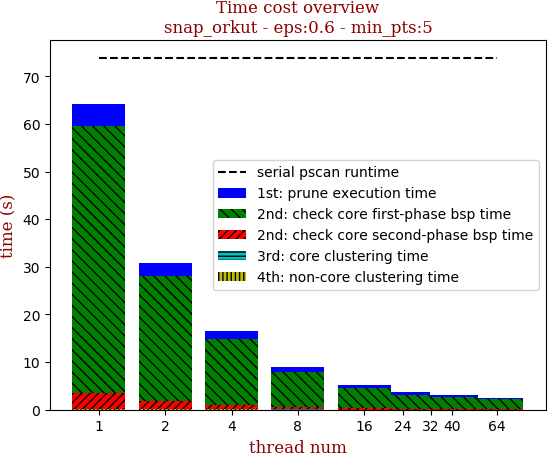 Time cost overview
snap_orkut - eps:0.6 - min_pts:5
time (s)
70
60
50
40
30
20
10
0
serial pscan runtime
1st: prune execution time
2nd: check core first-phase bsp time
2nd: check core second-phase bsp time
3rd: core clustering time
4th: non-core clustering time
1 2 4 8 16 24 32 40 64
thread num